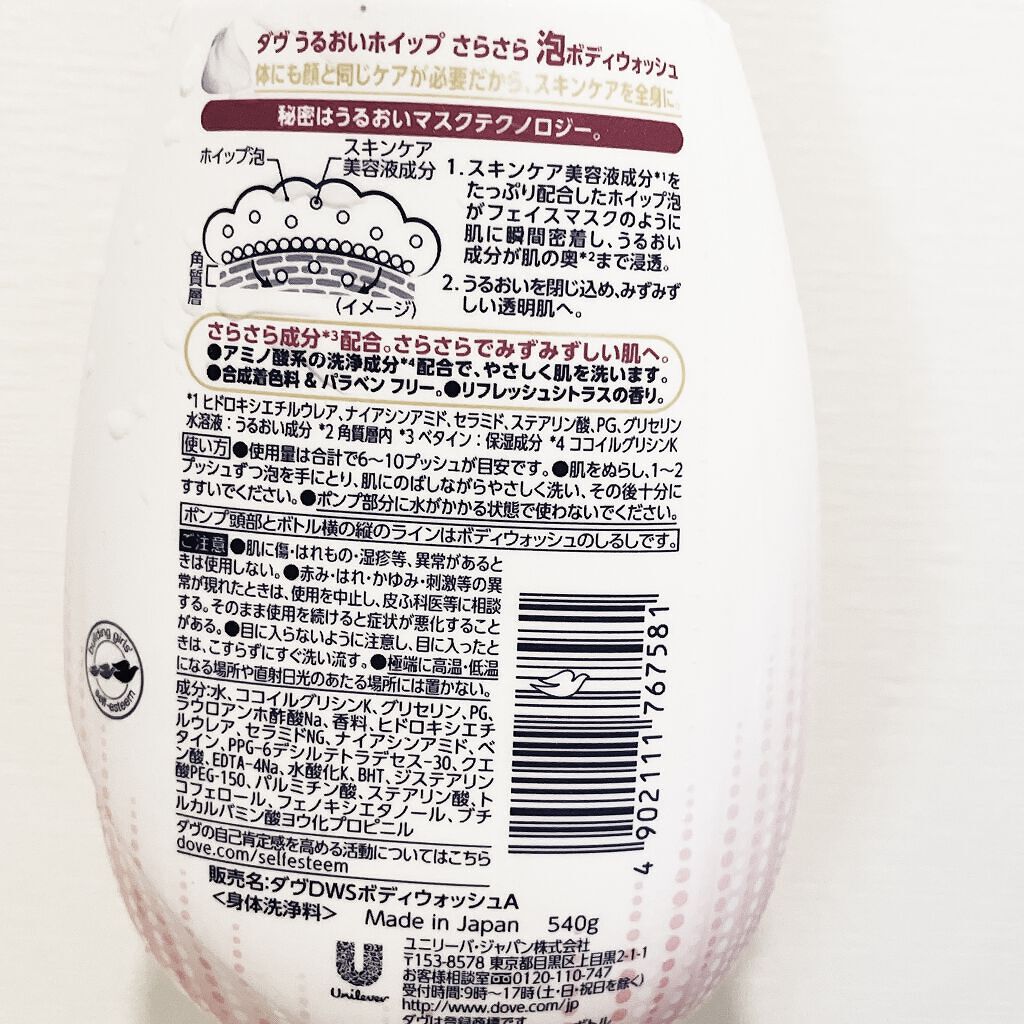 ダヴ うるおいホイップ さらさら 泡ボディウォッシュ
体にも顔と同じケアが必要だから、スキンケアを全身に。
秘密はうるおいマスクテクノロジー。
ホイップ泡
スキンケア
美容液成分
角質層
(イメージ)
1. スキンケア美容液成分*1を
たっぷり配合したホイップ泡
がフェイスマスクのように
肌に瞬間密着し、うるおい
成分が肌の奥*2まで浸透。
2. うるおいを閉じ込め、みずみず
しい透明肌へ。
さらさら成分*3配合。さらさらでみずみずしい肌へ。
●アミノ酸系の洗浄成分*4配合で、やさしく肌を洗います。
●合成着色料 & パラベン フリー。●リフレッシュシトラスの香り。
*1 ヒドロキシエチルウレア、ナイアシンアミド、セラミド、ステアリン酸、PG、グリセリン
水溶液：うるおい成分 *2 角質層内 *3 ベタイン：保湿成分 *4 ココイルグリシンK
使い方 ●使用量は合計で6〜10プッシュが目安です。●肌をぬらし、1〜2
プッシュずつ泡を手にとり、肌にのばしながらやさしく洗い、その後十分に
すすいでください。●ポンプ部分に水がかかる状態で使わないでください。
ポンプ頭部とボトル横の縦のラインはボディウォッシュのしるしです。
ご注意 ●肌に傷・はれもの・湿疹等、異常があると
きは使用しない。●赤み・はれ・かゆみ・刺激等の異
常が現れたときは、使用を中止し、皮ふ科医等に相談
する。そのまま使用を続けると症状が悪化すること
がある。●目に入らないように注意し、目に入ったと
きは、こすらずにすぐ洗い流す。●極端に高温・低温
になる場所や直射日光のあたる場所には置かない。
成分:水、ココイルグリシンK、グリセリン、PG、
ラウロアンホ酢酸Na、香料、ヒドロキシエチ
ルウレア、セラミドNG、ナイアシンアミド、ベ
タイン、PPG-6デシルテトラデセス-30、クエ
ン酸、EDTA-4Na、水酸化K、BHT、ジステアリン
酸PEG-150、パルミチン酸、ステアリン酸、ト
コフェロール、フェノキシエタノール、ブチ
ルカルバミン酸ヨウ化プロピニル
ダヴの自己肯定感を高める活動についてはこちら
dove.com/selfesteem
4 902111 767581
building girls'
self-esteem
販売名:ダヴDWSボディウォッシュA
<身体洗浄料> Made in Japan 540g
Unilever
ユニリーバ・ジャパン株式会社
〒153-8578 東京都目黒区上目黒2-1-1
お客様相談室 0120-110-747
受付時間:9時〜17時(土・日・祝日を除く)
http://www.dove.com/jp
ダヴは登録商標です
ボトル